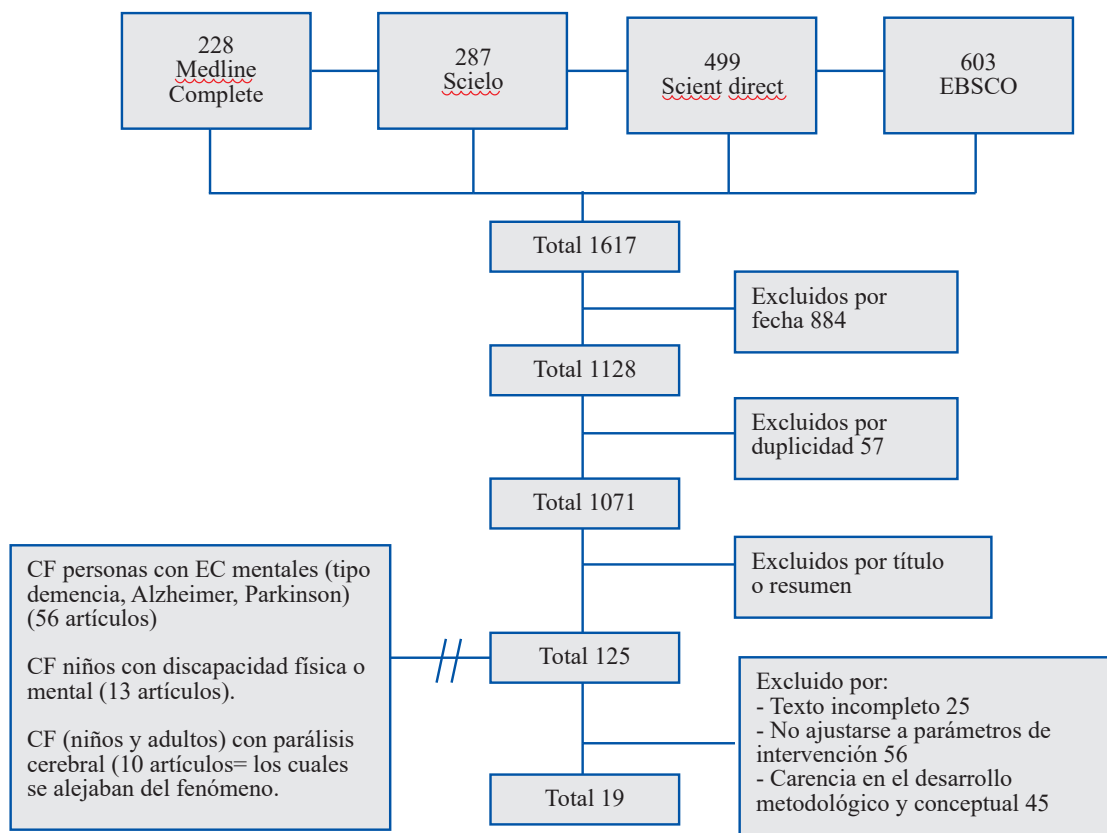 228
Medline
Complete
287
Scielo
499
Scient direct
603
EBSCO
Total 1617
Excluidos por
fecha 884
Total 1128
Excluidos por
duplicidad 57
Total 1071
Excluidos por título
o resumen
CF personas con EC mentales (tipo
demencia, Alzheimer, Parkinson)
(56 artículos)
CF niños con discapacidad física o
mental (13 artículos).
CF (niños y adultos) con parálisis
cerebral (10 artículos= los cuales
se alejaban del fenómeno.
Total 125
Excluido por:
- Texto incompleto 25
- No ajustarse a parámetros de
intervención 56
- Carencia en el desarrollo
metodológico y conceptual 45
Total 19